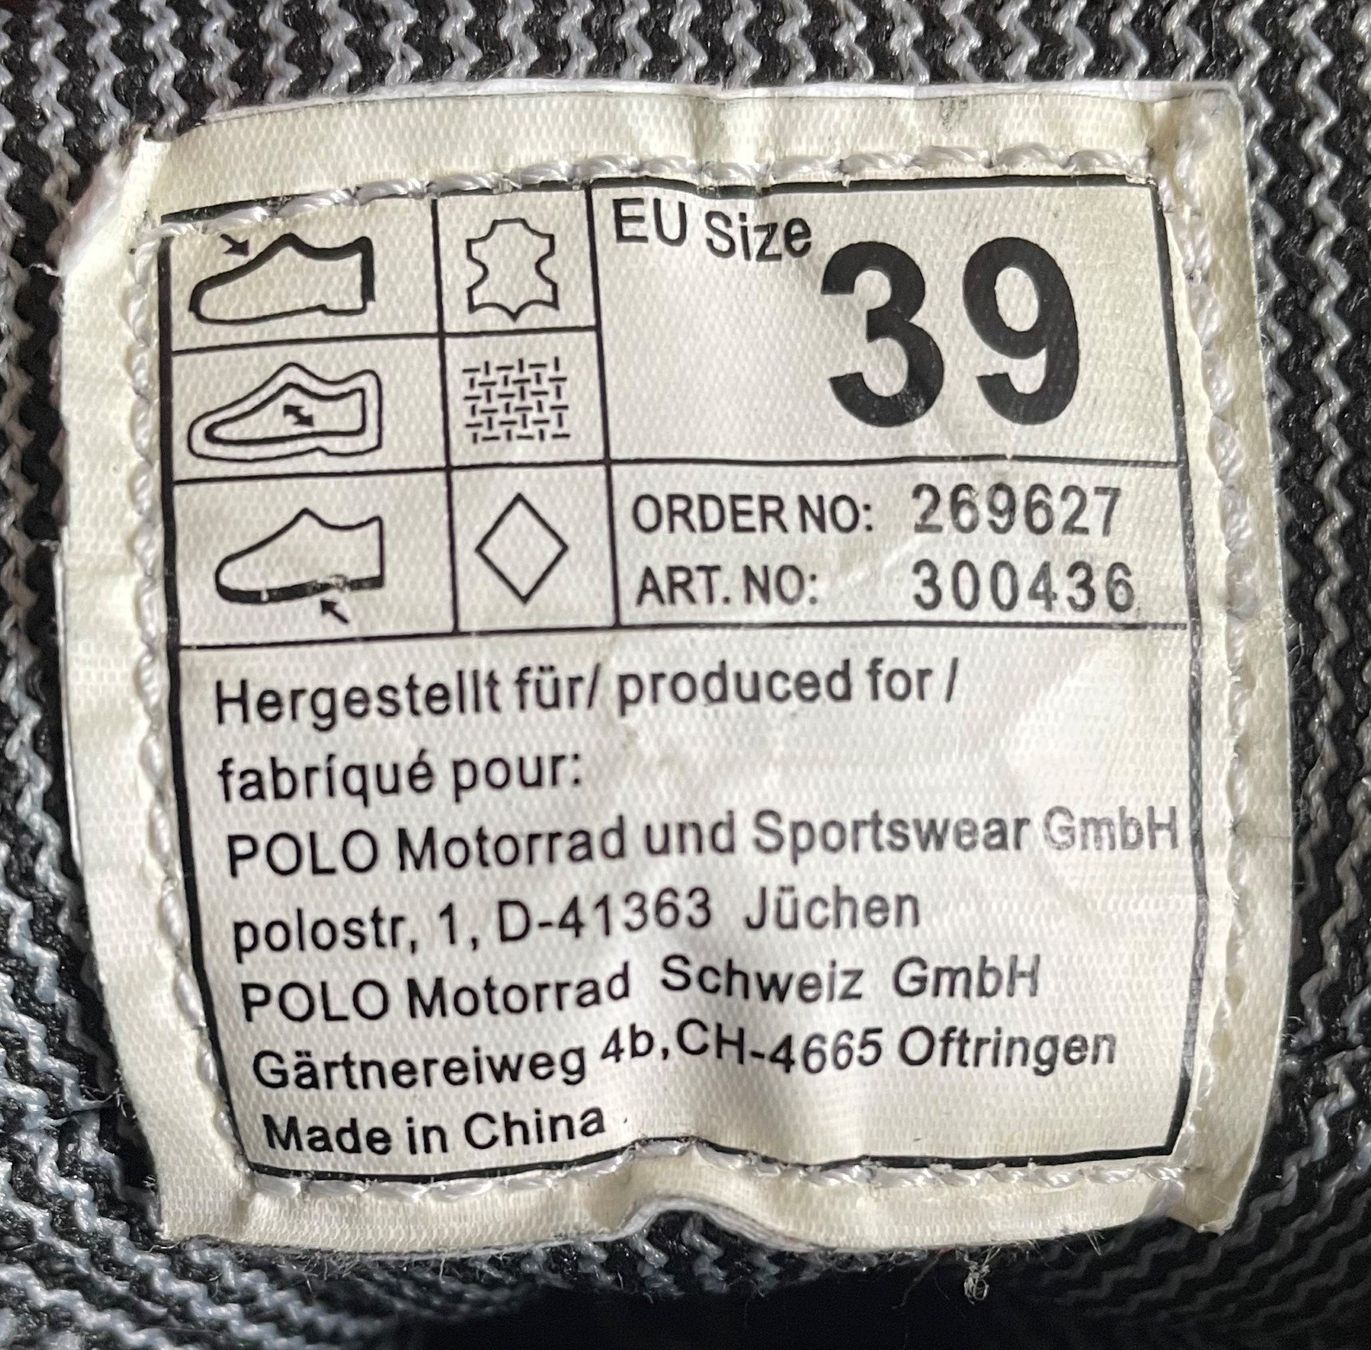 EU Size 39
ORDER NO: 269627
ART. NO: 300436
Hergestellt für/ produced for /
fabríqué pour:
POLO Motorrad und Sportswear GmbH
polostr, 1, D-41363 Jüchen
POLO Motorrad Schweiz GmbH
Gärtnereiweg 4b, CH-4665 Oftringen
Made in China